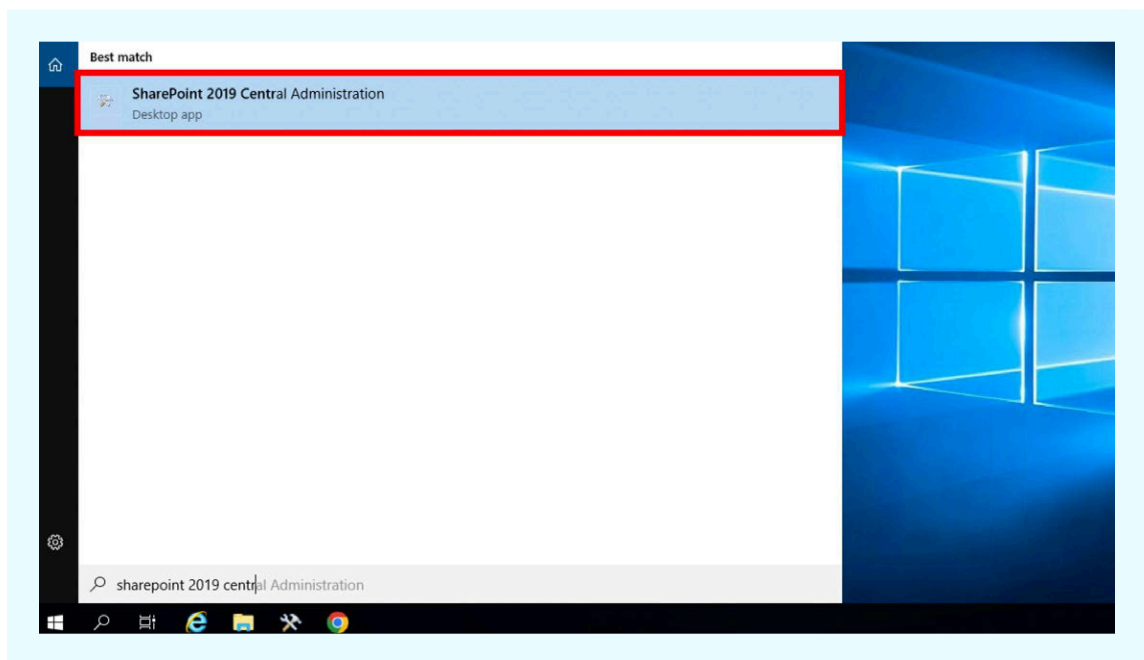 Best match
SharePoint 2019 Central Administration
Desktop app
sharepoint 2019 central Administration